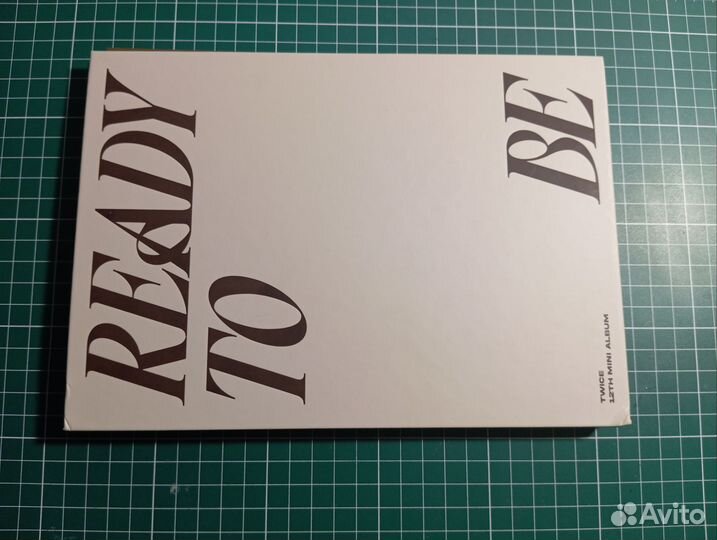 READY
TO
BE
TWICE
12TH MINI ALBUM
Avito